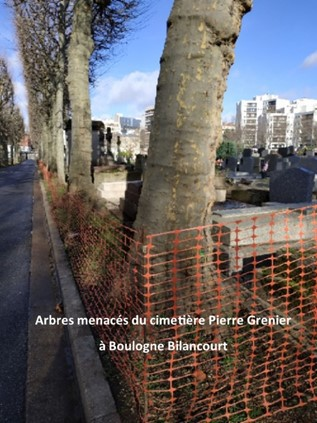 Arbres menacés du cimetière Pierre Grenier
à Boulogne Bilancourt